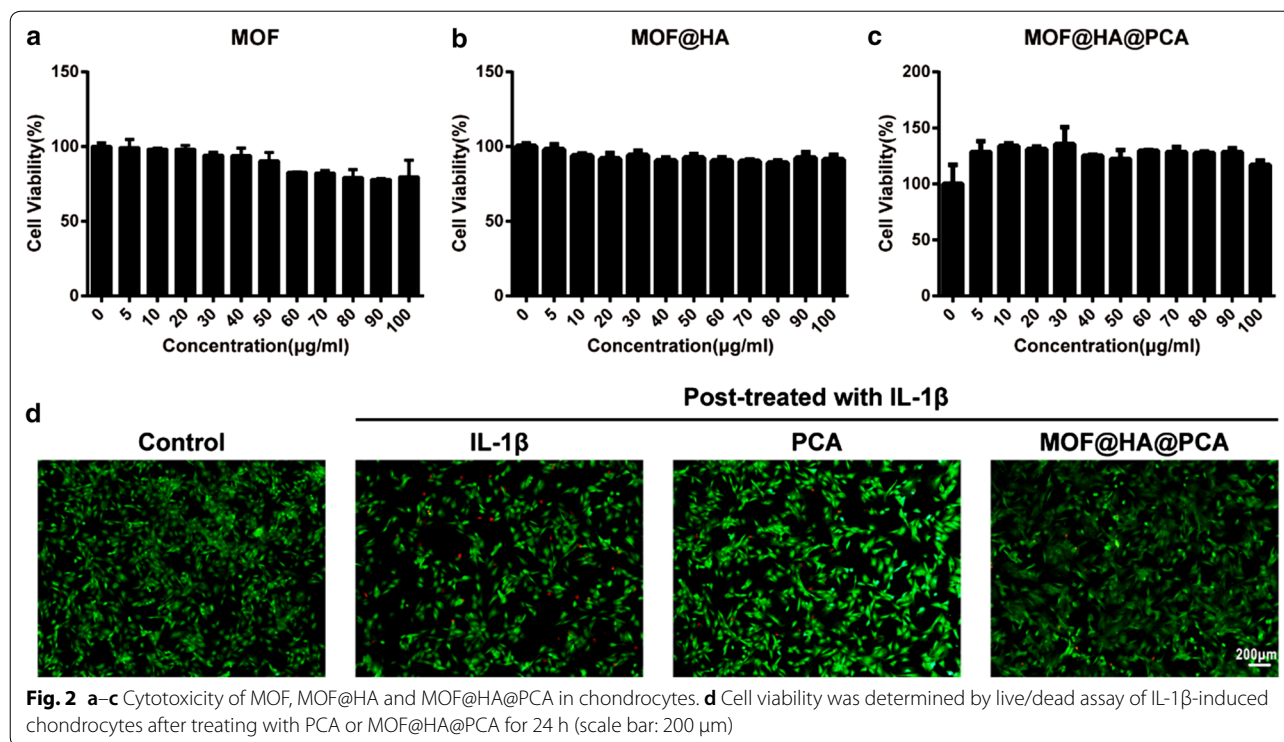 a MOF
150
100
50
0
Cell Viability(%)
0 5 10 20 30 40 50 60 70 80 90 100
Concentration(µg/ml)
b MOF@HA
150
100
50
0
Cell Viability(%)
0 5 10 20 30 40 50 60 70 80 90 100
Concentration(µg/ml)
c MOF@HA@PCA
200
150
100
50
0
Cell Viability(%)
0 5 10 20 30 40 50 60 70 80 90 100
Concentration(µg/ml)
d
Post-treated with IL-1β
Control IL-1β PCA MOF@HA@PCA
200µm
Fig. 2 a–c Cytotoxicity of MOF, MOF@HA and MOF@HA@PCA in chondrocytes. d Cell viability was determined by live/dead assay of IL-1β-induced
chondrocytes after treating with PCA or MOF@HA@PCA for 24 h (scale bar: 200 µm)